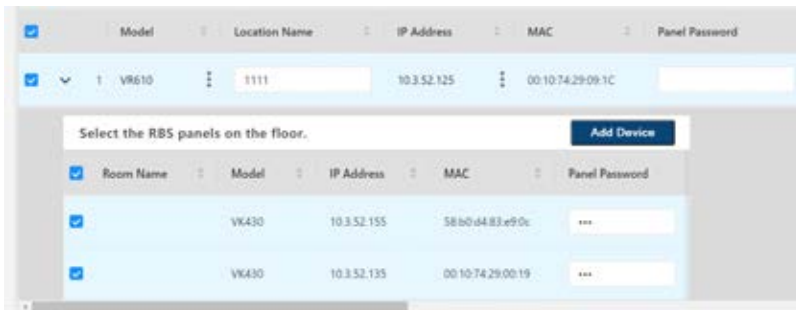 Model Location Name IP Address MAC Panel Password
1 VR610 1111 10.3.52.125 00:10:74:29:09:1C
Select the RBS panels on the floor. Add Device
Room Name Model IP Address MAC Panel Password
VK430 10.3.52.155 58:b0:d4:83:e9:0c •••
VK430 10.3.52.135 00:10:74:29:00:19 •••